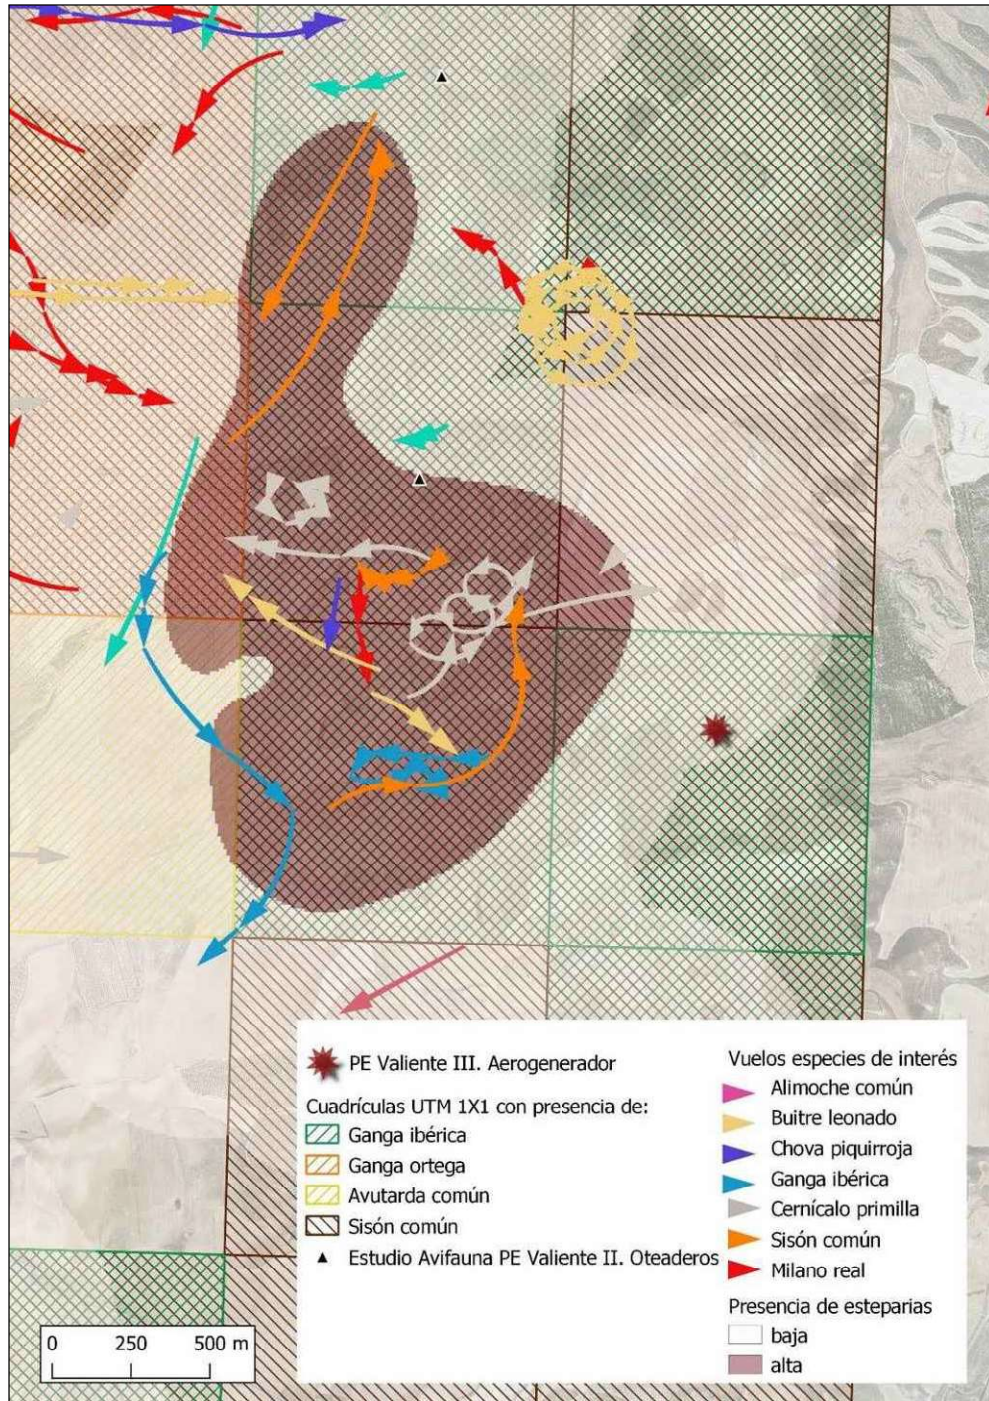 PE Valiente III. Aerogenerador
Cuadrículas UTM 1X1 con presencia de:
Ganga ibérica
Ganga ortega
Avutarda común
Sisón común
Estudio Avifauna PE Valiente II. Oteaderos
Vuelos especies de interés
Alimoche común
Buitre leonado
Chova piquirroja
Ganga ibérica
Cernícalo primilla
Sisón común
Milano real
Presencia de esteparias
baja
alta
0 250 500 m